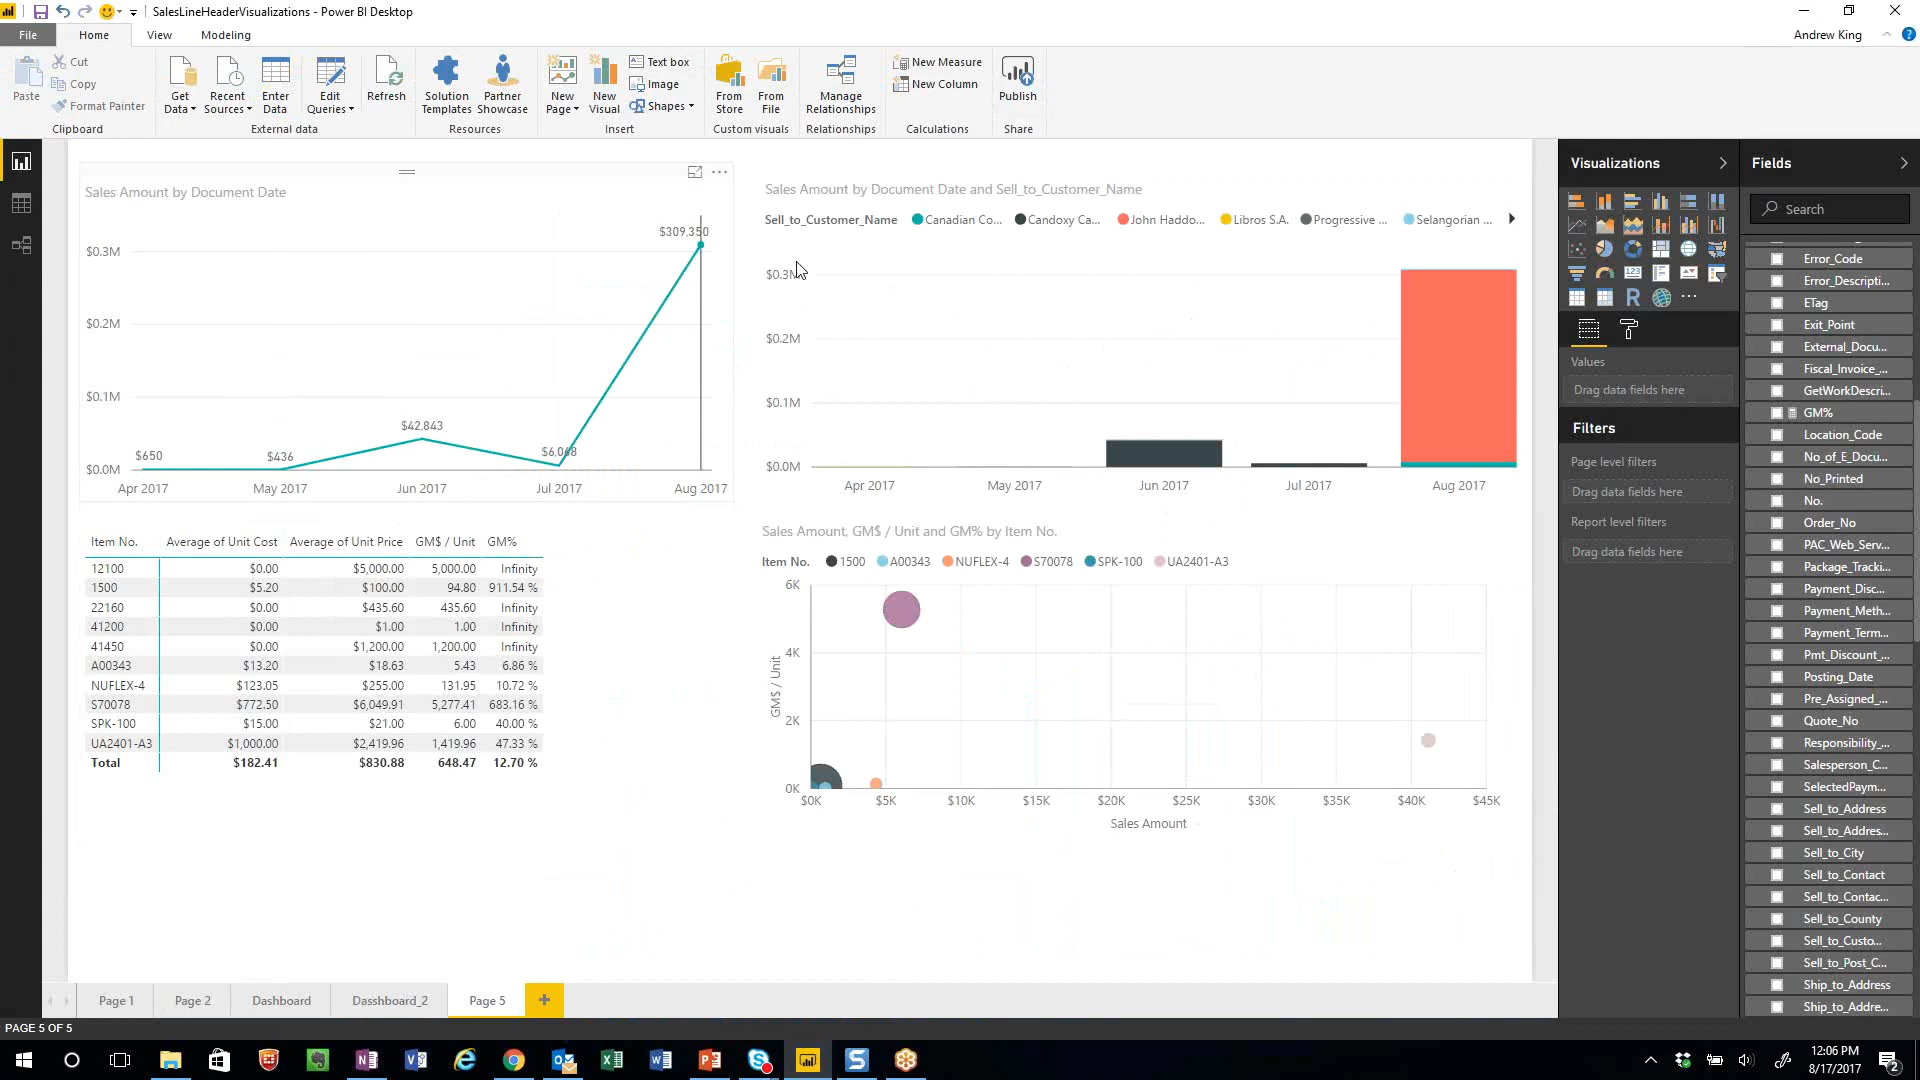 SalesLineHeaderVisualizations - Power BI Desktop
File Home View Modeling Andrew King
Paste
Cut
Copy
Format Painter
Clipboard
Get Data
Recent Sources
Enter Data
Edit Queries
External data
Refresh
Solution Templates
Partner Showcase
Resources
New Page
New Visual
Text box
Image
Shapes
Insert
From Store
From File
Custom visuals
Manage Relationships
Relationships
New Measure
New Column
Calculations
Publish
Share
Sales Amount by Document Date
$0.3M
$0.2M
$0.1M
$0.0M
$650
$436
$42,843
$309,350
Apr 2017 May 2017 Jun 2017 Jul 2017 Aug 2017
Sales Amount by Document Date and Sell_to_Customer_Name
Sell_to_Customer_Name Canadian Co... Candoxy Ca... John Haddo... Libros S.A. Progressive ... Selangorian ...
$0.2M
$0.1M
$0.0M
Apr 2017 May 2017 Jun 2017 Jul 2017 Aug 2017
Item No. Average of Unit Cost Average of Unit Price GM$ / Unit GM%
12100 $0.00 $5,000.00 5,000.00 Infinity
1500 $5.20 $100.00 94.80 911.54 %
22160 $0.00 $435.60 435.60 Infinity
41200 $0.00 $1.00 1.00 Infinity
41450 $0.00 $1,200.00 1,200.00 Infinity
A00343 $13.20 $18.63 5.43 6.86 %
NUFLEX-4 $123.05 $255.00 131.95 10.72 %
S70078 $772.50 $6,049.91 5,277.41 683.16 %
SPK-100 $15.00 $21.00 6.00 40.00 %
UA2401-A3 $1,000.00 $2,419.96 1,419.96 47.33 %
Total $182.41 $830.88 648.47 12.70 %
Sales Amount, GM$ / Unit and GM% by Item No.
Item No. 1500 A00343 NUFLEX-4 S70078 SPK-100 UA2401-A3
6K
4K
2K
0K
GM$ / Unit
$0K $5K $10K $15K $20K $25K $30K $35K $40K $45K
Sales Amount
Visualizations
Values
Drag data fields here
Filters
Page level filters
Drag data fields here
Report level filters
Drag data fields here
Fields
Search
Error_Code
Error_Descripti...
ETag
Exit_Point
External_Docu...
Fiscal_Invoice_...
GetWorkDescri...
GM%
Location_Code
No_of_E_Docu...
No_Printed
No.
Order_No
PAC_Web_Serv...
Package_Tracki...
Payment_Disc...
Payment_Meth...
Payment_Term...
Pmt_Discount_...
Posting_Date
Pre_Assigned_...
Quote_No
Responsibility_...
Salesperson_C...
SelectedPaym...
Sell_to_Address
Sell_to_Addres...
Sell_to_City
Sell_to_Contact
Sell_to_Contac...
Sell_to_County
Sell_to_Custo...
Sell_to_Post_C...
Ship_to_Address
Ship_to_Addre...
Page 1 Page 2 Dashboard Dassboard_2 Page 5
PAGE 5 OF 5
12:06 PM
8/17/2017
2